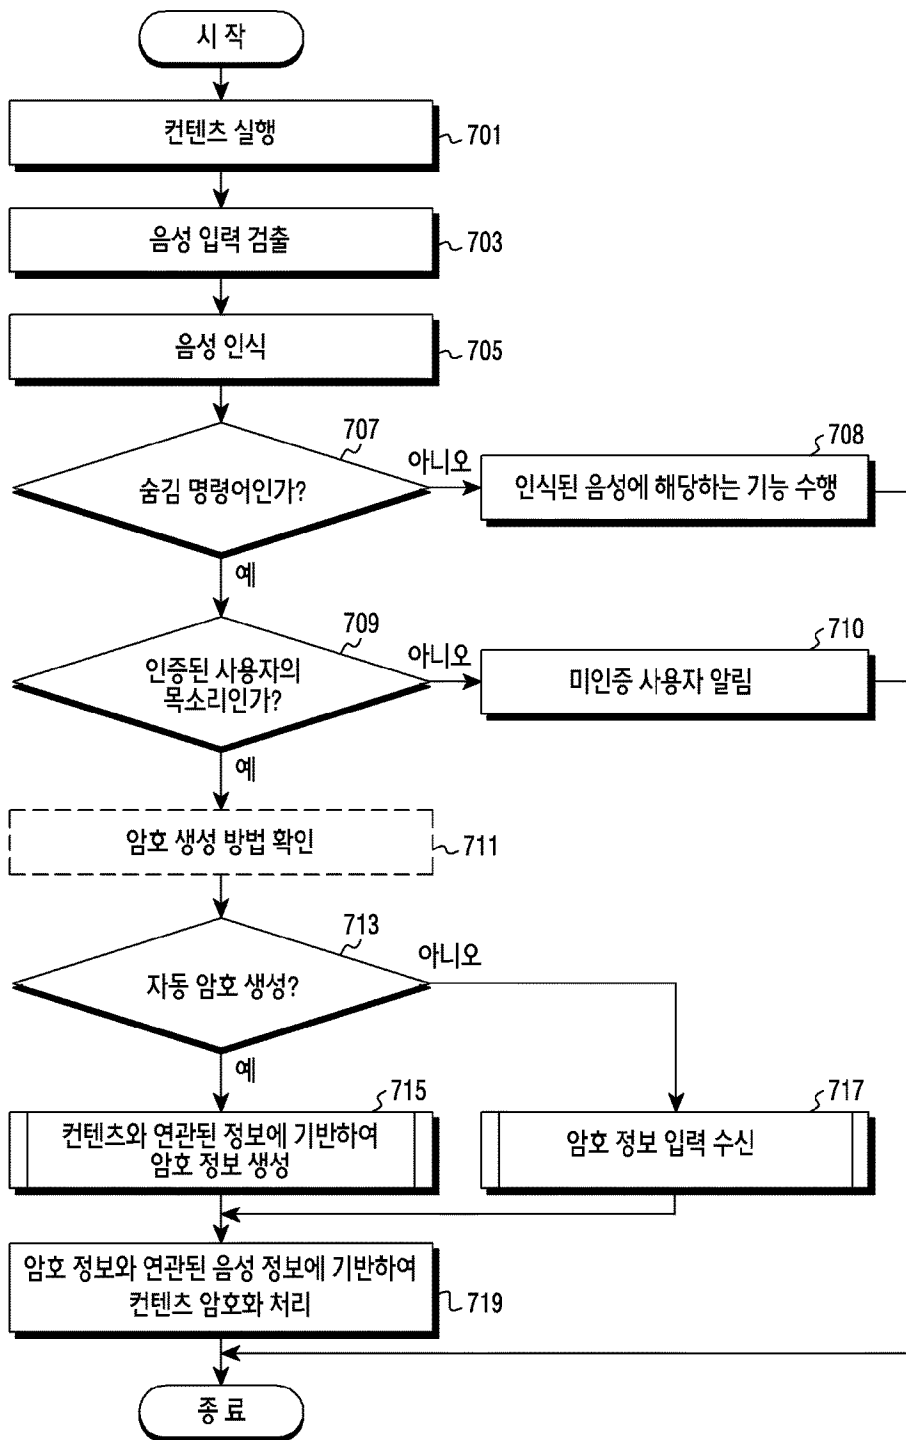 시 작
컨텐츠 실행
701
음성 입력 검출
703
음성 인식
705
숨김 명령어인가?
707
아니오
인식된 음성에 해당하는 기능 수행
708
예
인증된 사용자의
목소리인가?
709
아니오
미인증 사용자 알림
710
예
암호 생성 방법 확인
711
자동 암호 생성?
713
아니오
예
컨텐츠와 연관된 정보에 기반하여
암호 정보 생성
715
암호 정보 입력 수신
717
암호 정보와 연관된 음성 정보에 기반하여
컨텐츠 암호화 처리
719
종 료